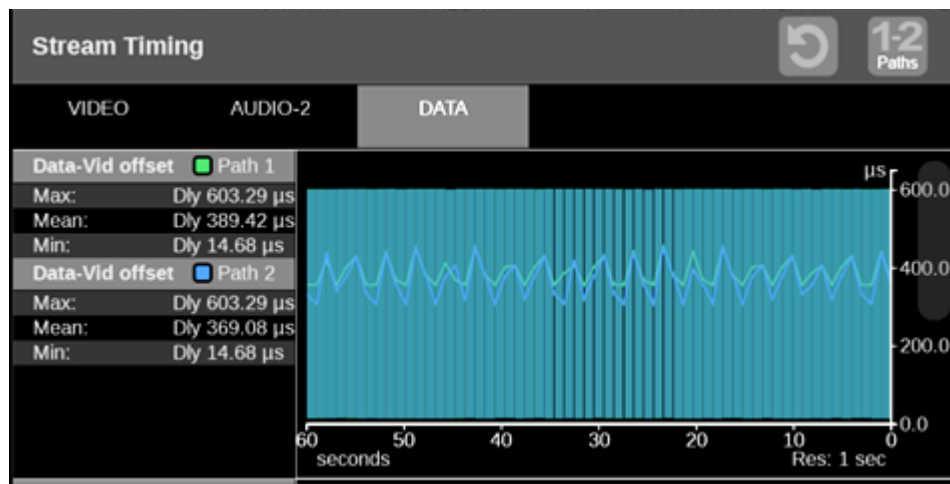 Stream Timing
1-2
Paths
VIDEO AUDIO-2 DATA
Data-Vid offset Path 1
Max: Dly 603.29 µs
Mean: Dly 389.42 µs
Min: Dly 14.68 µs
Data-Vid offset Path 2
Max: Dly 603.29 µs
Mean: Dly 369.08 µs
Min: Dly 14.68 µs
µs
600.0
400.0
200.0
0.0
60 50 40 30 20 10 0
seconds Res: 1 sec